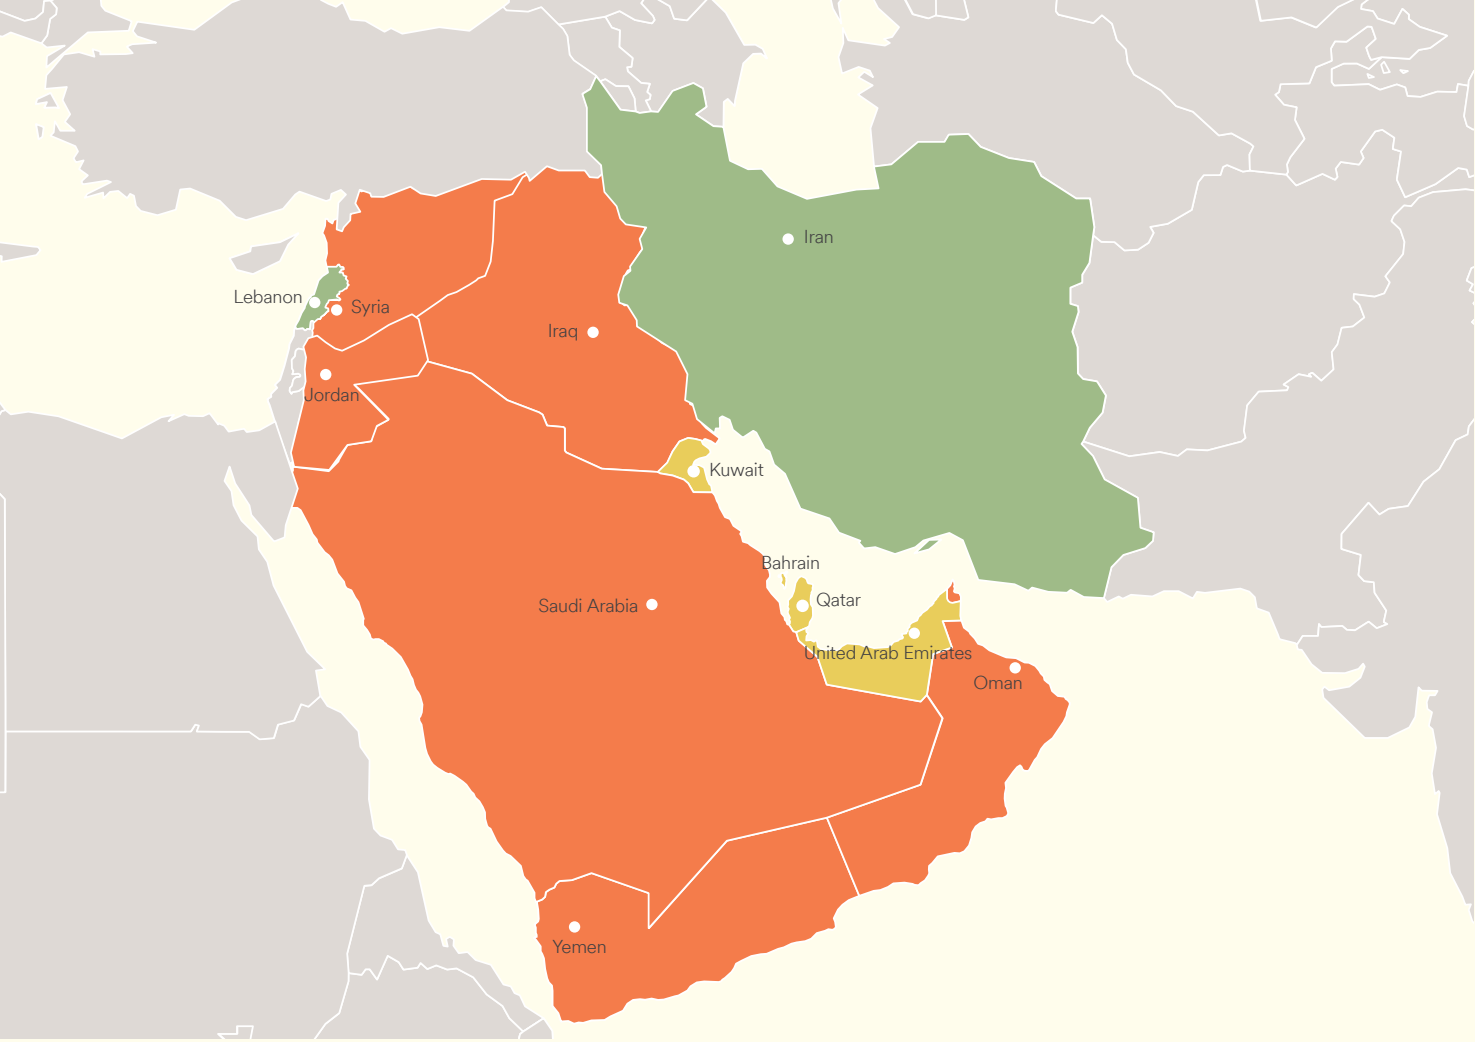 Iran
Lebanon
Syria
Iraq
Jordan
Kuwait
Bahrain
Qatar
Saudi Arabia
United Arab Emirates
Oman
Yemen